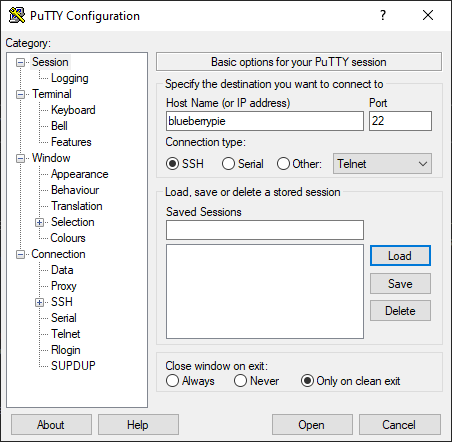 PuTTY Configuration
?
Category:
Session
Logging
Terminal
Keyboard
Bell
Features
Window
Appearance
Behaviour
Translation
Selection
Colours
Connection
Data
Proxy
SSH
Serial
Telnet
Rlogin
SUPDUP
Basic options for your PuTTY session
Specify the destination you want to connect to
Host Name (or IP address) Port
blueberrypie 22
Connection type:
SSH Serial Other: Telnet
Load, save or delete a stored session
Saved Sessions
Load
Save
Delete
Close window on exit:
Always Never Only on clean exit
About Help Open Cancel